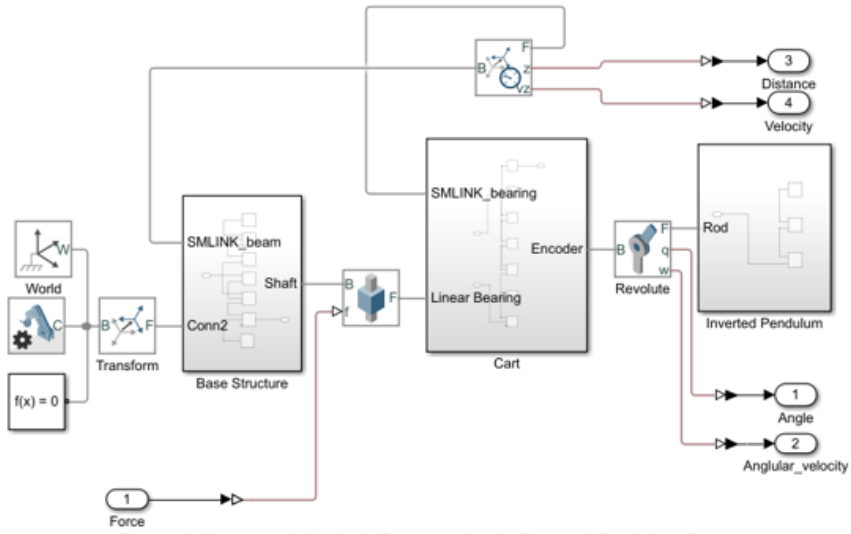 F
B
z
vz
3
Distance
4
Velocity
SMLINK_beam
Shaft
Conn2
Base Structure
SMLINK_bearing
Encoder
Linear Bearing
Cart
W
World
C
B
F
Transform
f(x) = 0
B
F
f
B
F
q
w
Revolute
Rod
Inverted Pendulum
1
Angle
2
Anglular_velocity
1
Force